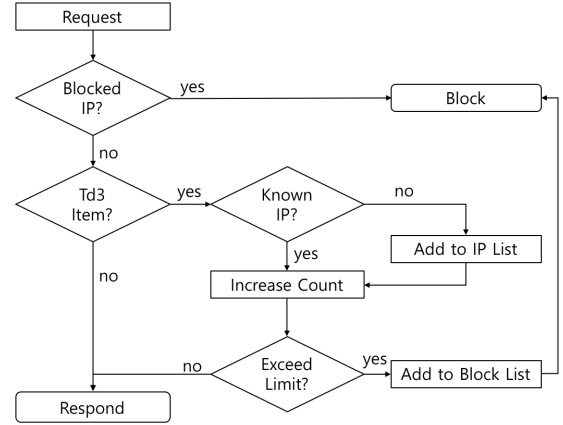 Request
Blocked
IP?
yes
Block
no
Td3
Item?
yes
Known
IP?
no
Add to IP List
yes
no
Increase Count
Exceed
Limit?
no
yes
Add to Block List
Respond